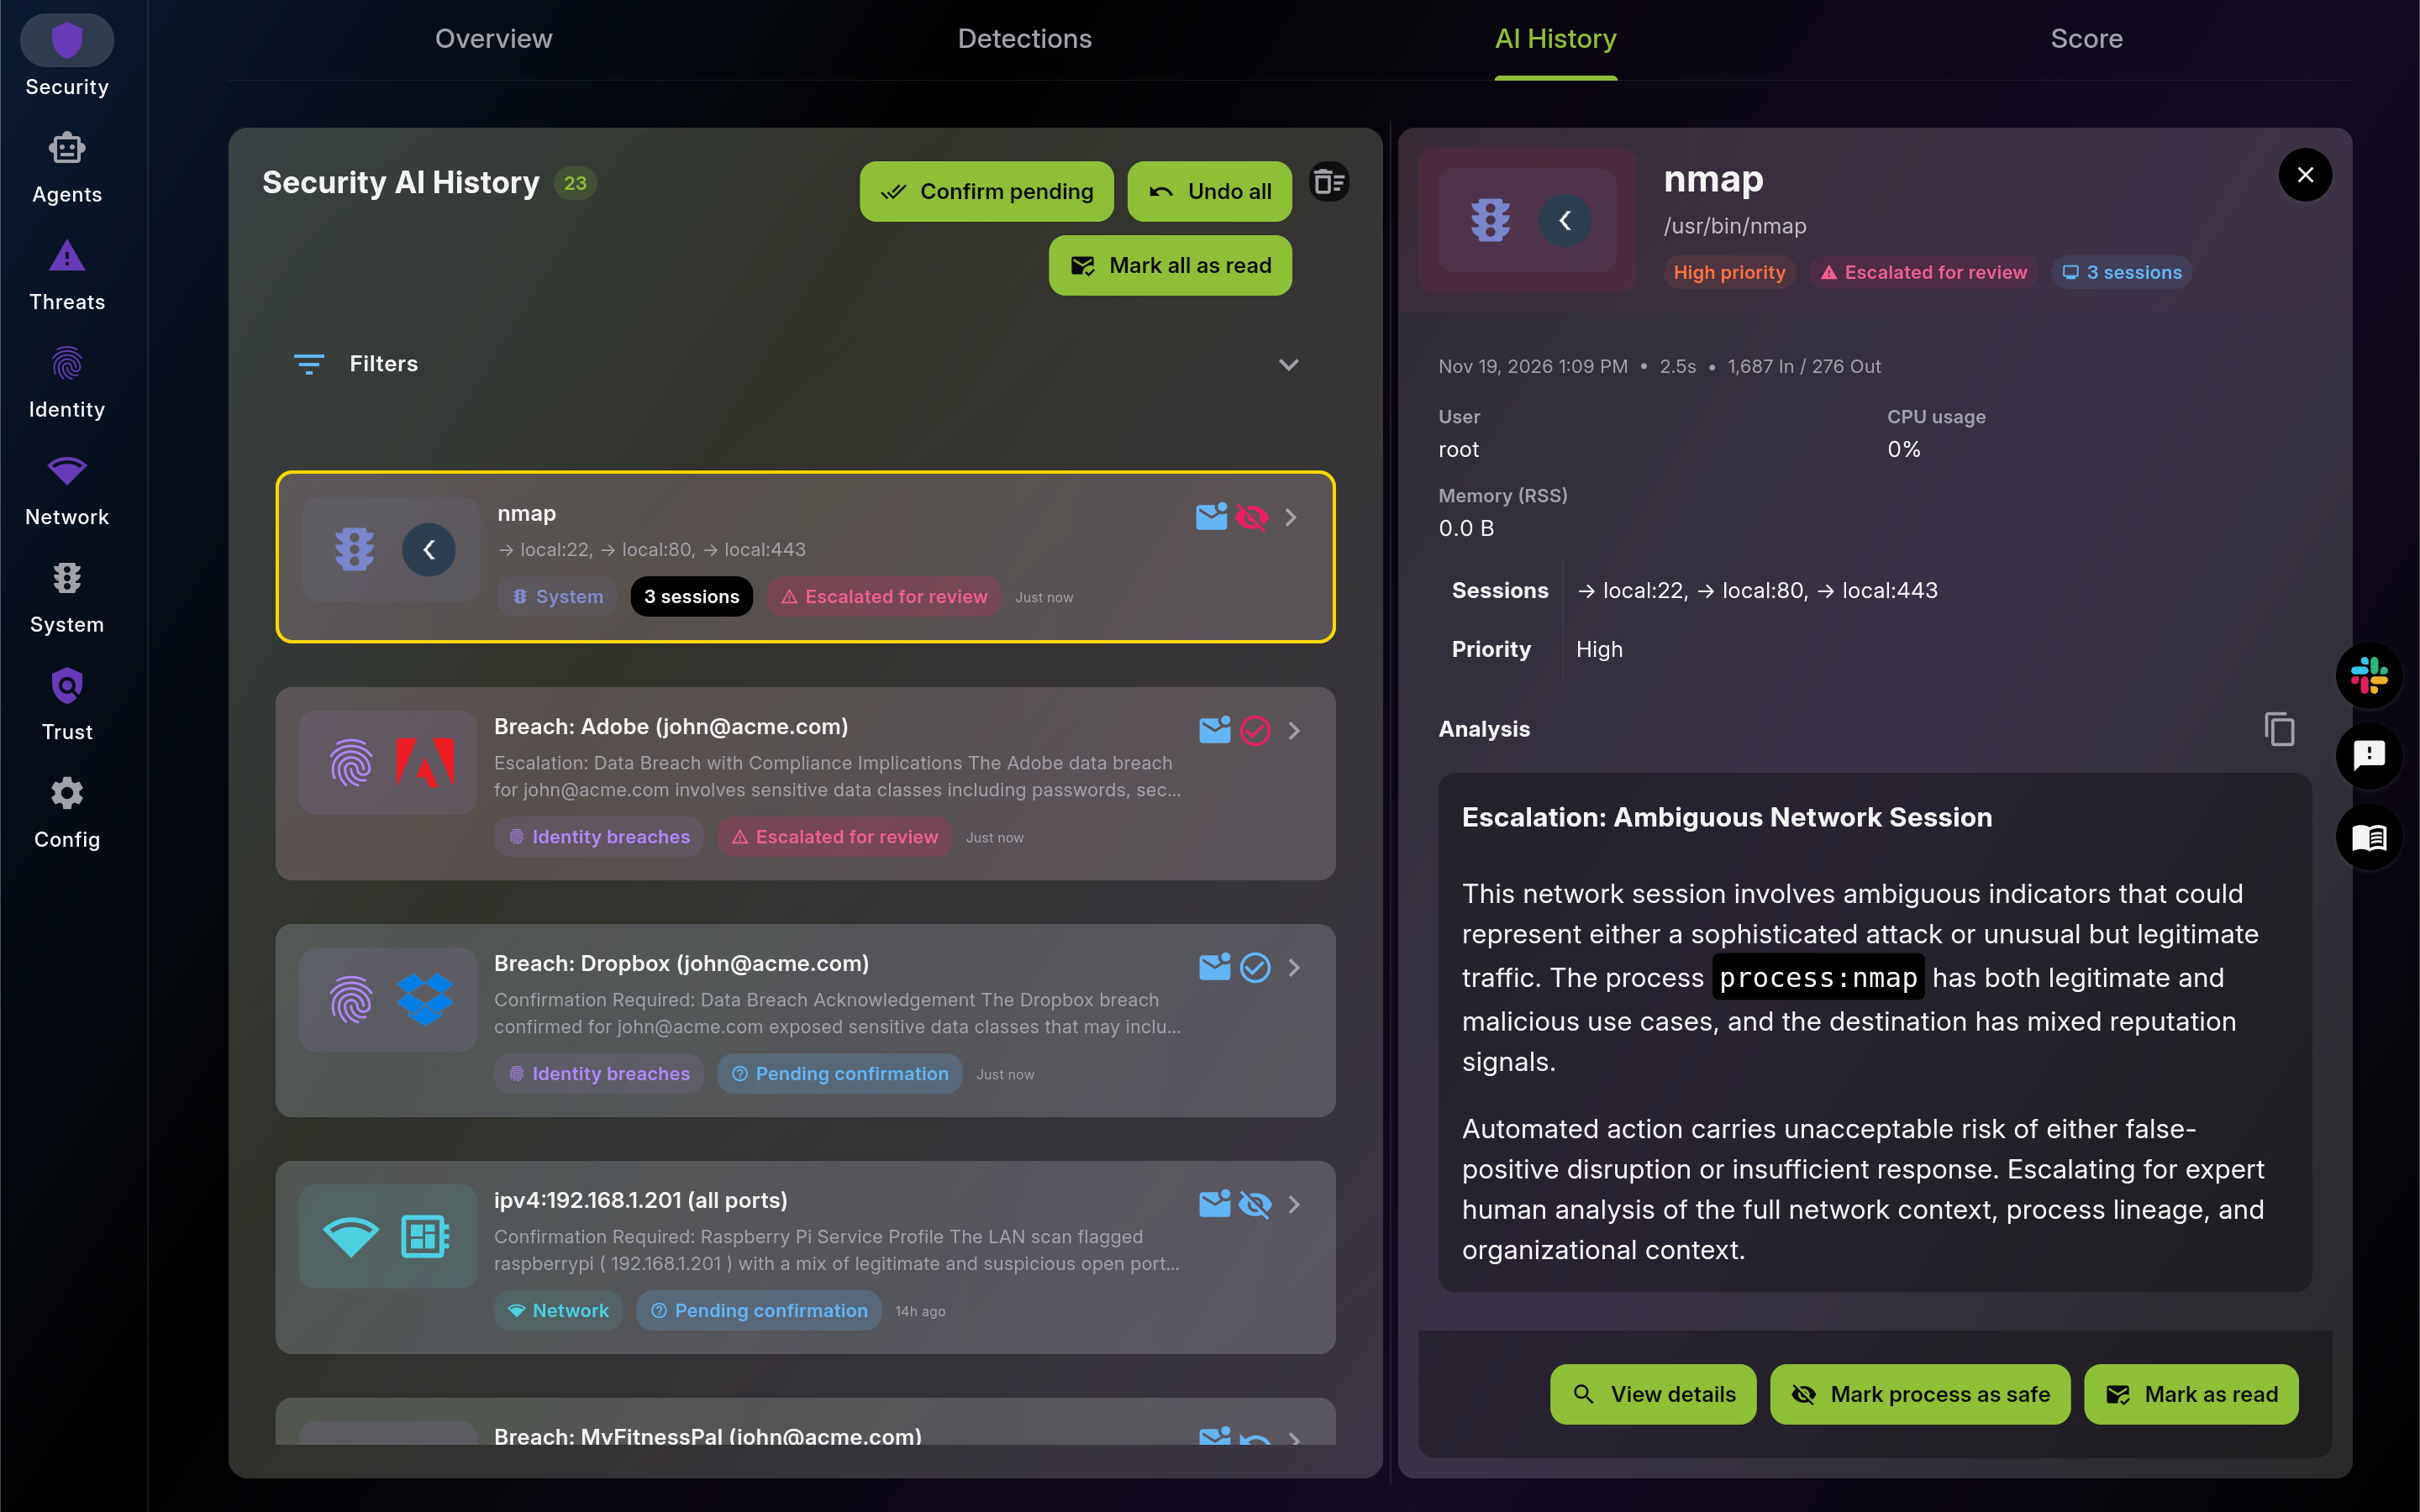 Security
Agents
Threats
Identity
Network
System
Trust
Config
Overview
Detections
AI History
Score
Security AI History
23
Confirm pending
Undo all
Mark all as read
Filters
nmap
→ local:22, → local:80, → local:443
System
3 sessions
Escalated for review
Just now
Breach: Adobe (john@acme.com)
Escalation: Data Breach with Compliance Implications The Adobe data breach
for john@acme.com involves sensitive data classes including passwords, sec...
Identity breaches
Escalated for review
Just now
Breach: Dropbox (john@acme.com)
Confirmation Required: Data Breach Acknowledgement The Dropbox breach
confirmed for john@acme.com exposed sensitive data classes that may inclu...
Identity breaches
Pending confirmation
Just now
ipv4:192.168.1.201 (all ports)
Confirmation Required: Raspberry Pi Service Profile The LAN scan flagged
raspberrypi ( 192.168.1.201 ) with a mix of legitimate and suspicious open port...
Network
Pending confirmation
14h ago
Breach: MyFitnessPal (john@acme.com)
nmap
/usr/bin/nmap
High priority
Escalated for review
3 sessions
Nov 19, 2026 1:09 PM • 2.5s • 1,687 In / 276 Out
User
root
CPU usage
0%
Memory (RSS)
0.0 B
Sessions
→ local:22, → local:80, → local:443
Priority
High
Analysis
Escalation: Ambiguous Network Session
This network session involves ambiguous indicators that could
represent either a sophisticated attack or unusual but legitimate
traffic. The process process:nmap has both legitimate and
malicious use cases, and the destination has mixed reputation
signals.
Automated action carries unacceptable risk of either false-
positive disruption or insufficient response. Escalating for expert
human analysis of the full network context, process lineage, and
organizational context.
View details
Mark process as safe
Mark as read